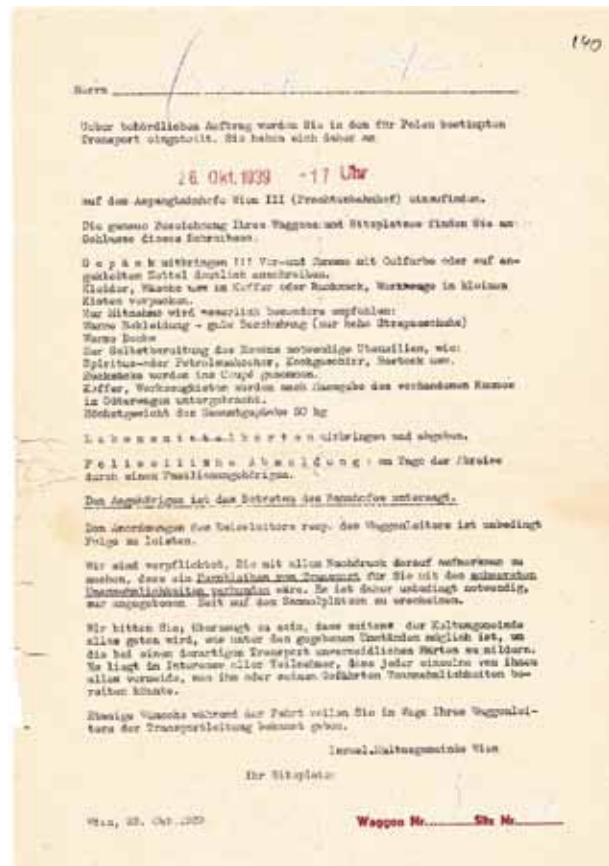 140
Herrn
Ueber behördlichen Auftrag werden Sie in den für Polen bestimmten
Transport eingeteilt. Sie haben sich daher am
26. Okt. 1939 -17 Uhr
auf dem Aspangbahnhofe Wien III (Frachtenbahnhof) einzufinden.
Die genaue Bezeichnung Ihres Waggons und Sitzplatzes finden Sie am
Schlusse dieses Schreibens.
G e p ä c k mitbringen !!! Vor-und Zuname mit Oelfarbe oder auf an-
geklebtem Zettel deutlich anschreiben.
Kleider, Wäsche usw im Koffer oder Rucksack, Werkzeuge in kleinen
Kisten verpacken.
Zur Mitnahme wird besonders empfohlen:
Warme Bekleidung - gute Beschuhung (nur hohe Strapazschuhe)
Warme Decke
Zur Selbstbereitung des Essens notwendige Utensilien, wie:
Spiritus-oder Petroleumkocher, Kochgeschirr, Besteck usw.
Rucksäcke werden ins Coupé genommen.
Koffer, Werkzeugkisten werden nach Massgabe des vorhandenen Raumes
in Güterwagen untergebracht.
Höchstgewicht des Gesamtgepäcks 50 kg
L e b e n s m i t t e l k a r t e n mitbringen und abgeben.
P o l i z e i l i c h e A b m e l d u n g : am Tage der Abreise
durch einen Familienangehörigen.
Den Angehörigen ist das Betreten des Bahnhofes untersagt.
Den Anordnungen des Reiseleiters resp. des Waggonleiters ist unbedingt
Folge zu leisten.
Wir sind verpflichtet, Sie mit allem Nachdruck darauf aufmerksam zu
machen, dass ein Fernbleiben vom Transport für Sie mit den schwersten
Unannehmlichkeiten verbunden wäre. Es ist daher unbedingt notwendig,
zur angegebenen Zeit auf den Sammelplätzen zu erscheinen.
Wir bitten Sie, überzeugt zu sein, dass seitens der Kultusgemeinde
alles getan wird, was unter den gegebenen Umständen möglich ist, um
die bei einem derartigen Transport unvermeidlichen Härten zu mildern.
Es liegt im Interesse aller Teilnehmer, dass jeder einzelne von ihnen
alles vermeide, was ihm oder seinen Gefährten Unannehmlichkeiten be-
reiten könnte.
Etwaige Wünsche während der Fahrt wollen Sie im Wege Ihres Waggonlei-
ters der Transportleitung bekannt geben.
Israel.Kultusgemeinde Wien
Ihr Sitzplatz
Wien, Okt.1939 Waggon Nr. Sitz Nr.